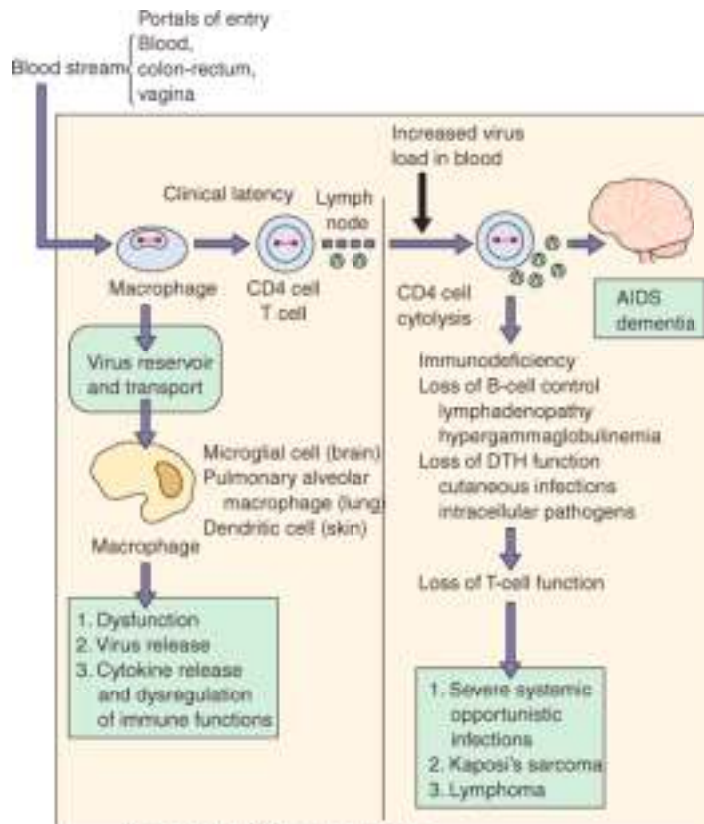 Portals of entry
Blood stream
Blood,
colon-rectum,
vagina
Increased virus
load in blood
Clinical latency
Lymph
node
Macrophage
CD4 cell
T cell
CD4 cell
cytolysis
AIDS
dementia
Virus reservoir
and transport
Microglial cell (brain)
Pulmonary alveolar
macrophage (lung)
Dendritic cell (skin)
Macrophage
1. Dysfunction
2. Virus release
3. Cytokine release
and dysregulation
of immune functions
Immunodeficiency
Loss of B-cell control
lymphadenopathy
hypergammaglobulinemia
Loss of DTH function
cutaneous infections
intracellular pathogens
Loss of T-cell function
1. Severe systemic
opportunistic
infections
2. Kaposi's sarcoma
3. Lymphoma